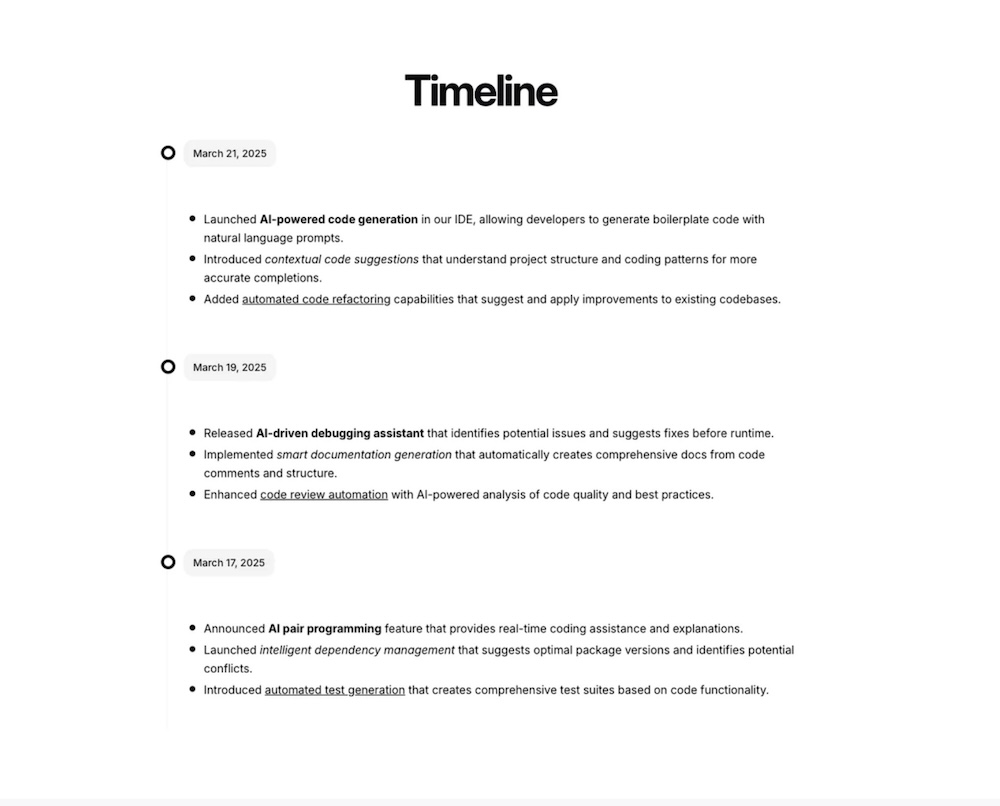 Timeline
March 21, 2025
Launched AI-powered code generation in our IDE, allowing developers to generate boilerplate code with
natural language prompts.
Introduced contextual code suggestions that understand project structure and coding patterns for more
accurate completions.
Added automated code refactoring capabilities that suggest and apply improvements to existing codebases.
March 19, 2025
Released AI-driven debugging assistant that identifies potential issues and suggests fixes before runtime.
Implemented smart documentation generation that automatically creates comprehensive docs from code
comments and structure.
Enhanced code review automation with AI-powered analysis of code quality and best practices.
March 17, 2025
Announced AI pair programming feature that provides real-time coding assistance and explanations.
Launched intelligent dependency management that suggests optimal package versions and identifies potential
conflicts.
Introduced automated test generation that creates comprehensive test suites based on code functionality.